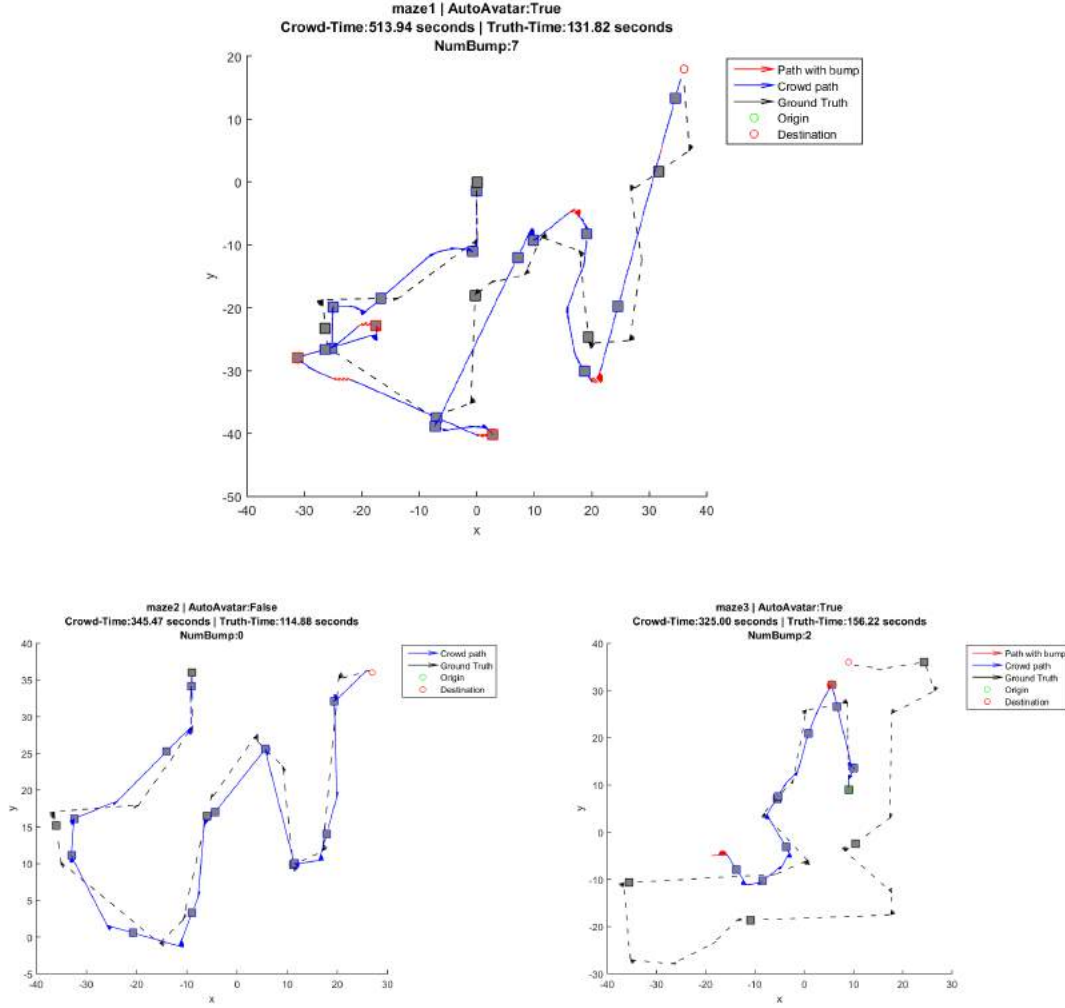 maze1 | AutoAvatar:True
Crowd-Time:513.94 seconds | Truth-Time:131.82 seconds
NumBump:7
20
10
0
-10
-20
-30
-40
-50
y
-40
-30
-20
-10
0
10
20
30
40
x
Path with bump
Crowd path
Ground Truth
Origin
Destination
maze2 | AutoAvatar:False
Crowd-Time:345.47 seconds | Truth-Time:114.88 seconds
NumBump:0
40
35
30
25
20
15
10
5
0
-5
y
-40
-30
-20
-10
0
10
20
30
x
Crowd path
Ground Truth
Origin
Destination
maze3 | AutoAvatar:True
Crowd-Time:325.00 seconds | Truth-Time:156.22 seconds
NumBump:2
40
30
20
10
0
-10
-20
-30
y
-40
-30
-20
-10
0
10
20
30
x
Path with bump
Crowd path
Ground Truth
Origin
Destination